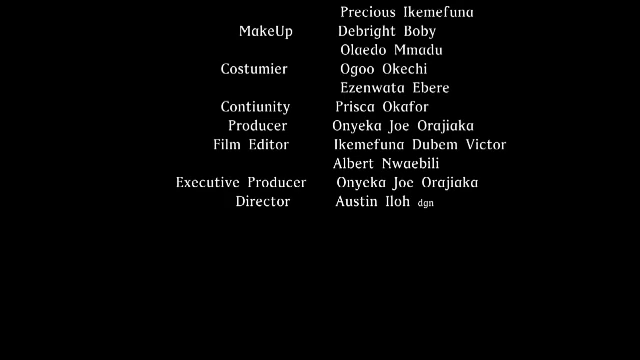 Precious Ikemefuna
MakeUp Debright Boby
Olaedo Mmadu
Costumier Ogoo Okechi
Ezenwata Ebere
Contiunity Prisca Okafor
Producer Onyeka Joe Orajiaka
Film Editor Ikemefuna Dubem Victor
Albert Nwaebili
Executive Producer Onyeka Joe Orajiaka
Director Austin Iloh dgn